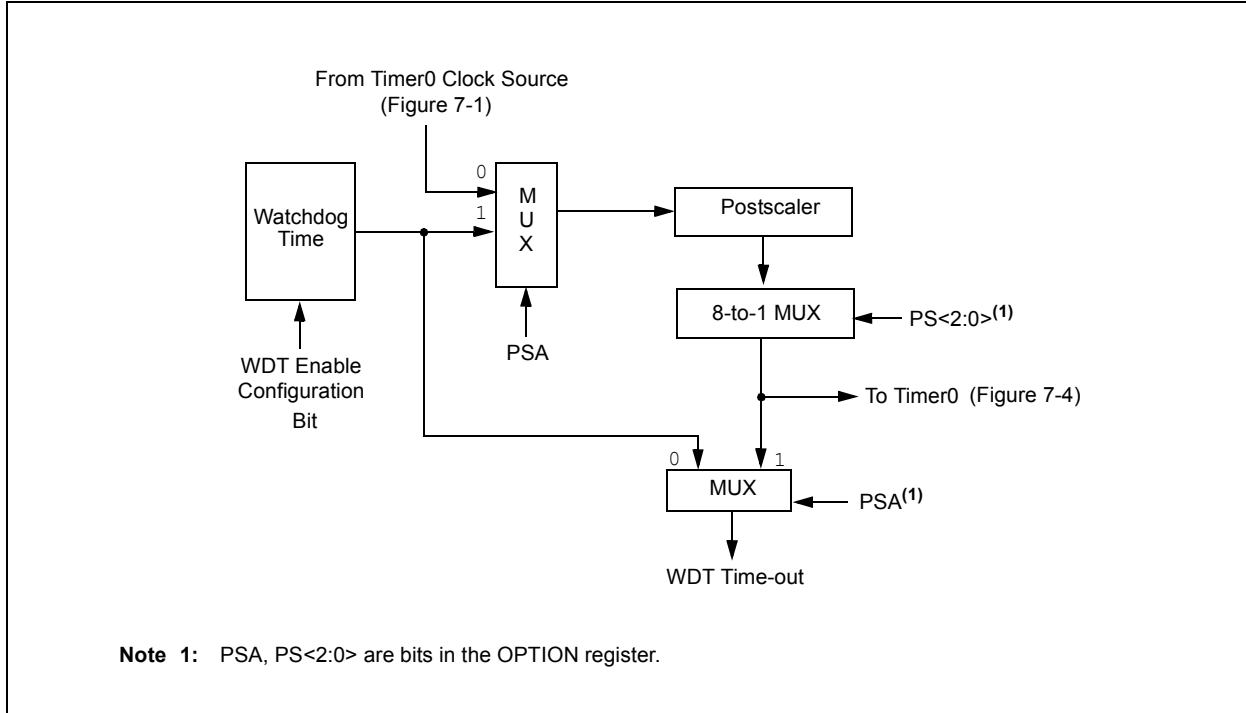 From Timer0 Clock Source
(Figure 7-1)
0
1
M
U
X
Watchdog
Time
Postscaler
8-to-1 MUX
PS<2:0>(1)
PSA
WDT Enable
Configuration
Bit
To Timer0 (Figure 7-4)
0
1
MUX
PSA(1)
WDT Time-out
Note 1: PSA, PS<2:0> are bits in the OPTION register.